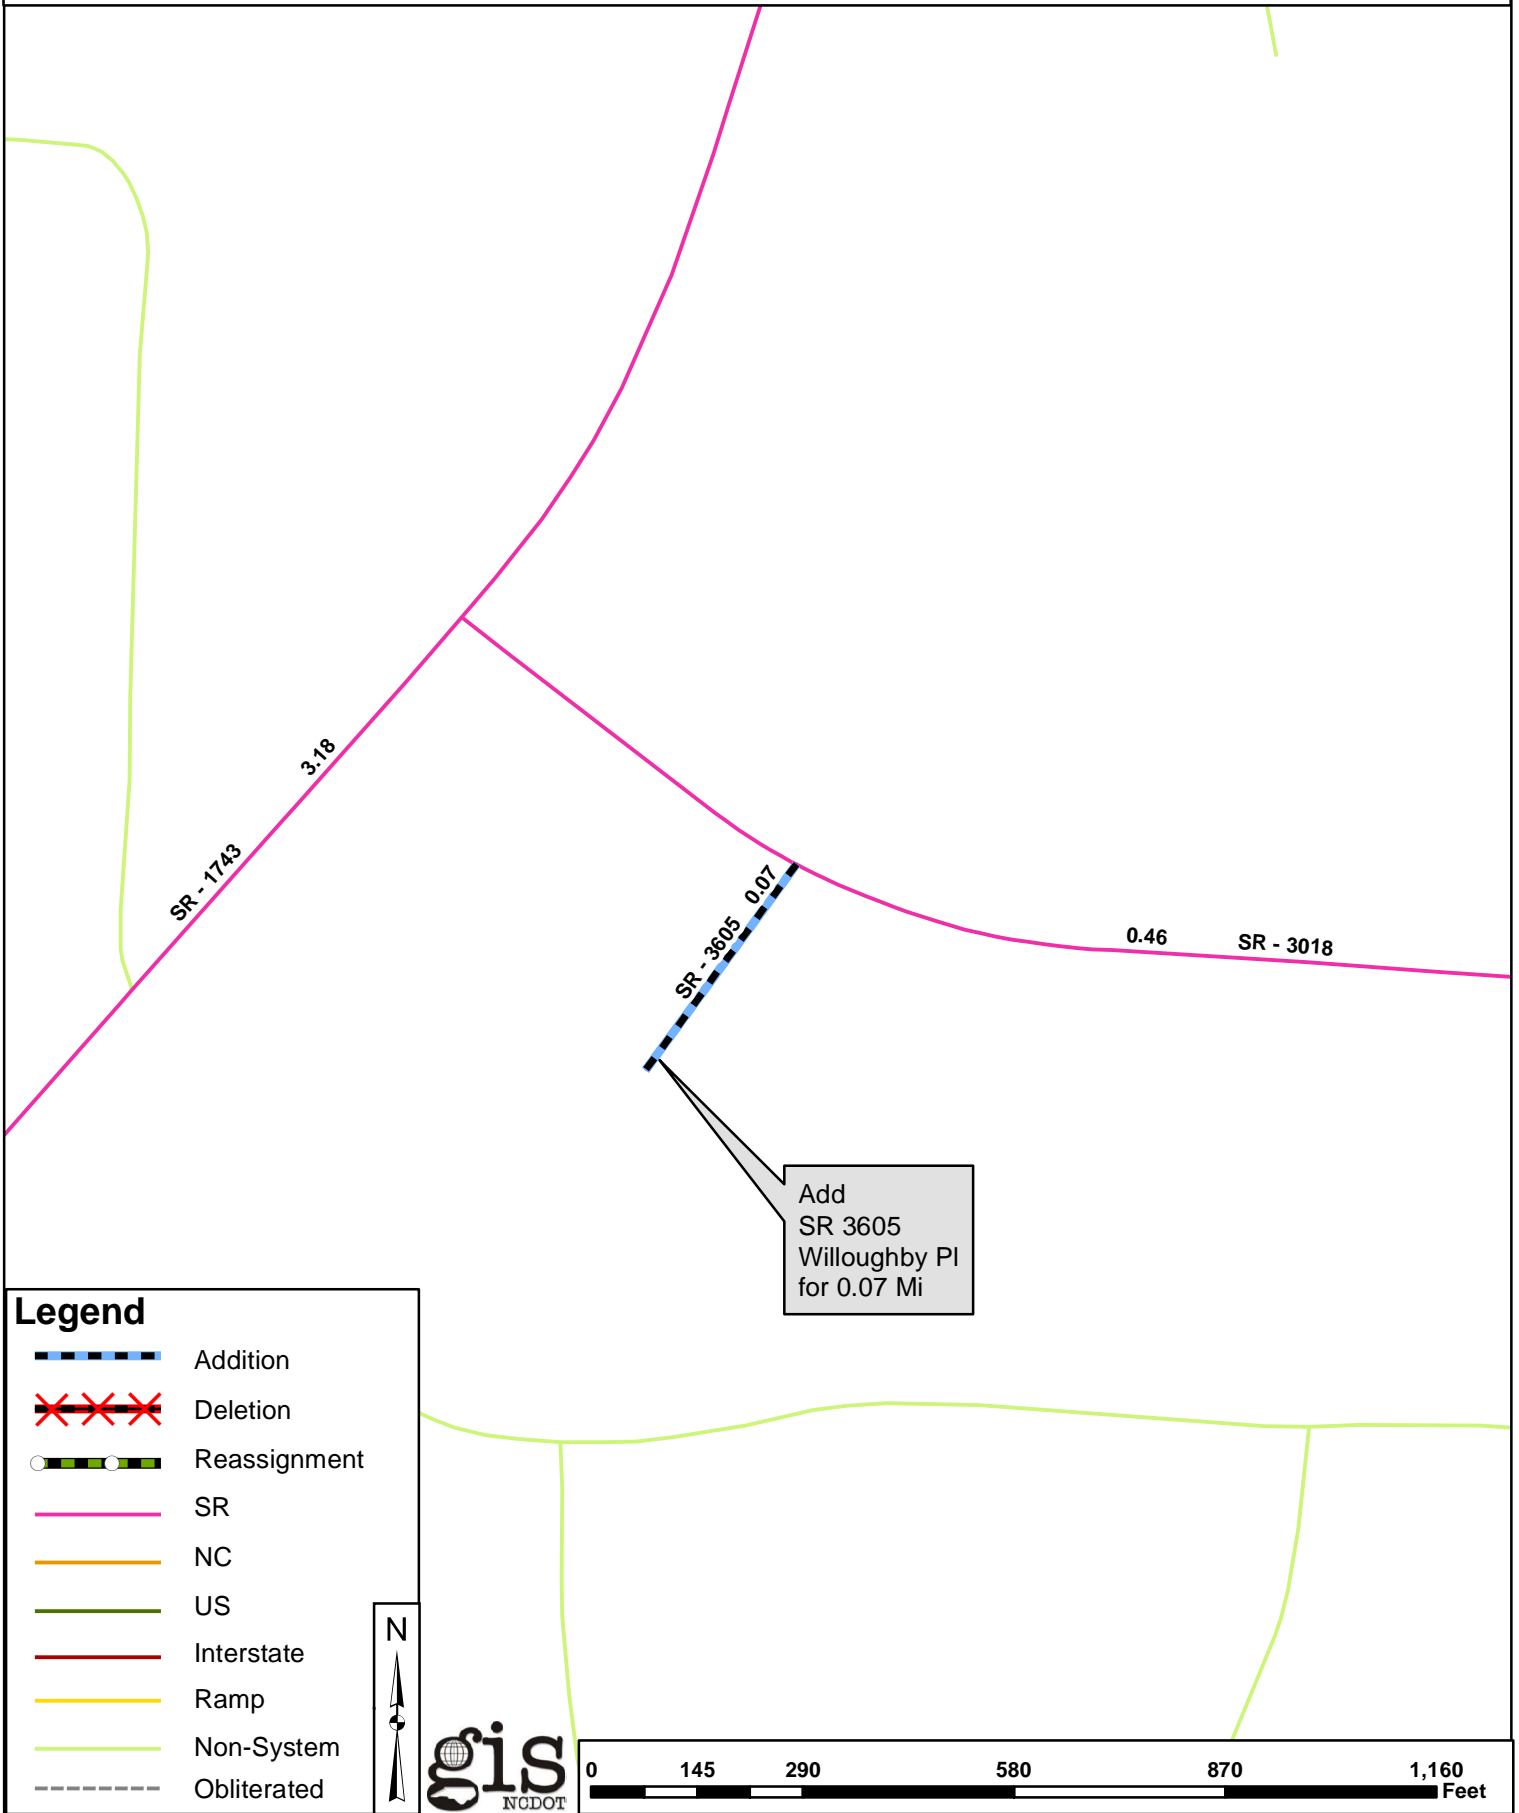 3.18
SR - 1743
0.07
SR - 3605
0.46 SR - 3018
Add
SR 3605
Willoughby Pl
for 0.07 Mi
Legend
Addition
Deletion
Reassignment
SR
NC
US
Interstate
Ramp
Non-System
Obliterated
N
gis
NCDOT
0 145 290 580 870 1,160
Feet